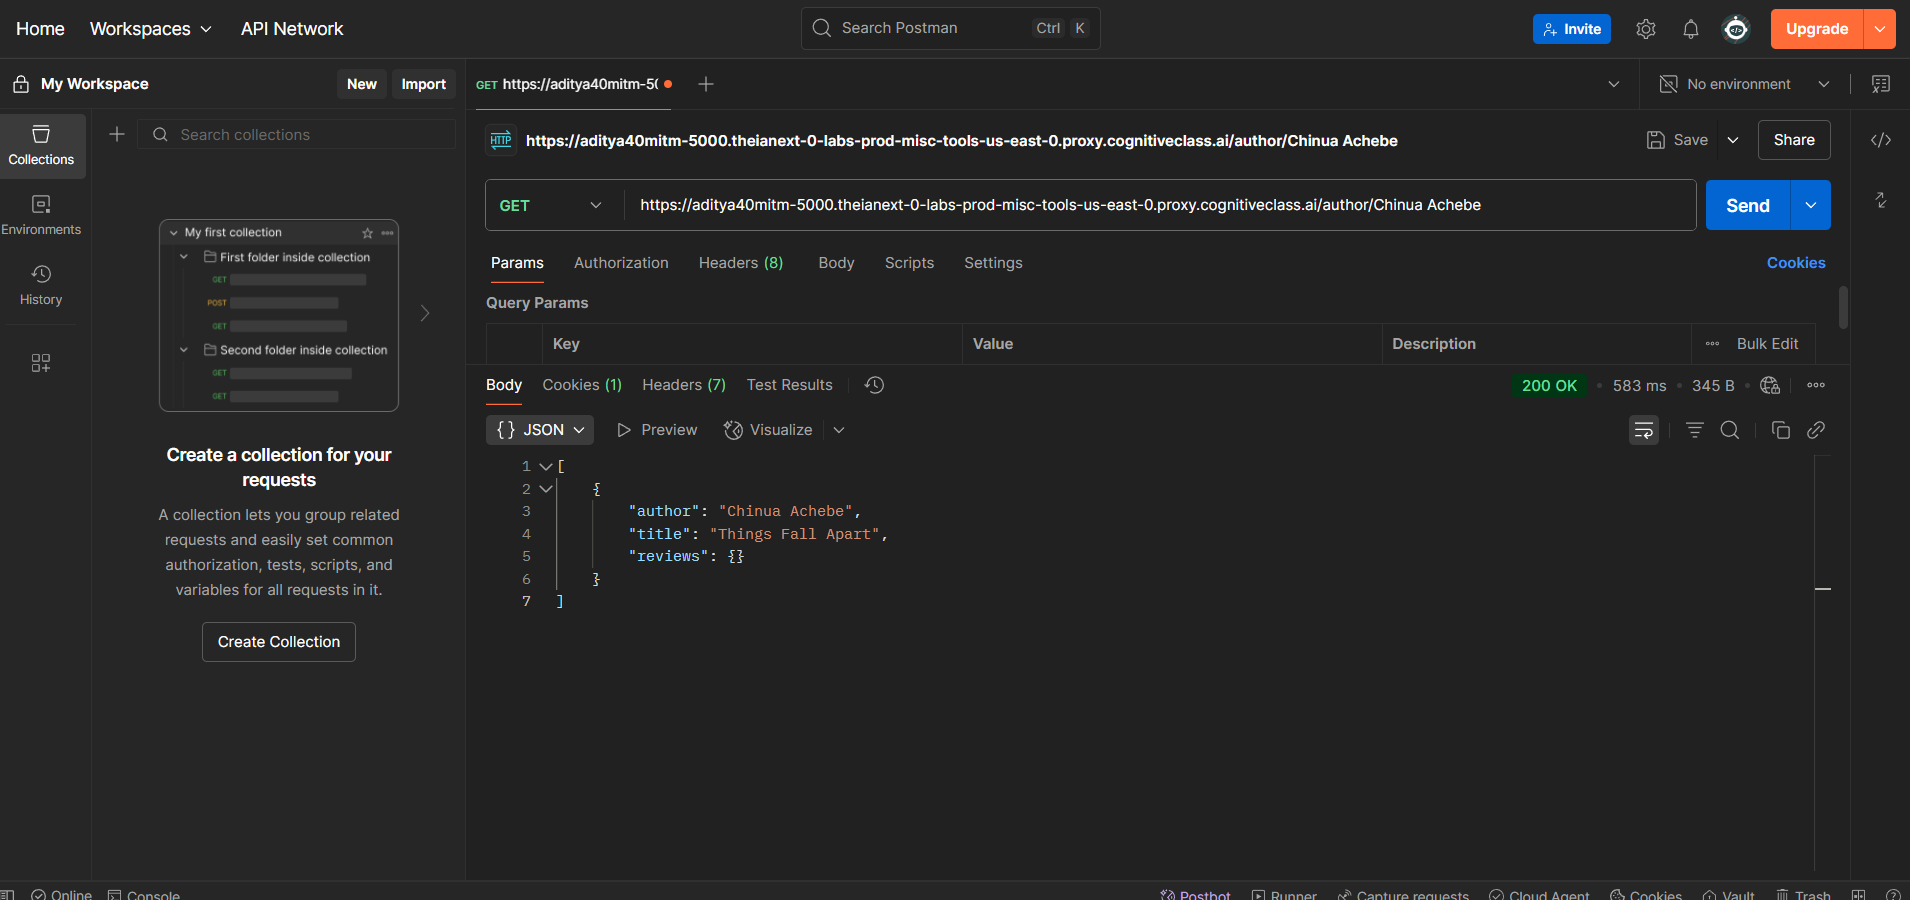 Home Workspaces API Network Search Postman Ctrl K Invite Upgrade
My Workspace New Import GET https://aditya40mitm-50 No environment
Collections
Environments
History
Search collections
My first collection
First folder inside collection
GET
POST
GET
Second folder inside collection
GET
GET
Create a collection for your
requests
A collection lets you group related
requests and easily set common
authorization, tests, scripts, and
variables for all requests in it.
Create Collection
HTTP https://aditya40mitm-5000.theianext-0-labs-prod-misc-tools-us-east-0.proxy.cognitiveclass.ai/author/Chinua Achebe Save Share
GET https://aditya40mitm-5000.theianext-0-labs-prod-misc-tools-us-east-0.proxy.cognitiveclass.ai/author/Chinua Achebe Send
Params Authorization Headers (8) Body Scripts Settings Cookies
Query Params
Key Value Description Bulk Edit
Body Cookies (1) Headers (7) Test Results 200 OK 583 ms 345 B
{} JSON Preview Visualize
1 [
2 {
3 "author": "Chinua Achebe",
4 "title": "Things Fall Apart",
5 "reviews": {}
6 }
7 ]
Online Console Postbot Runner Capture requests Cloud Agent Cookies Vault Trash